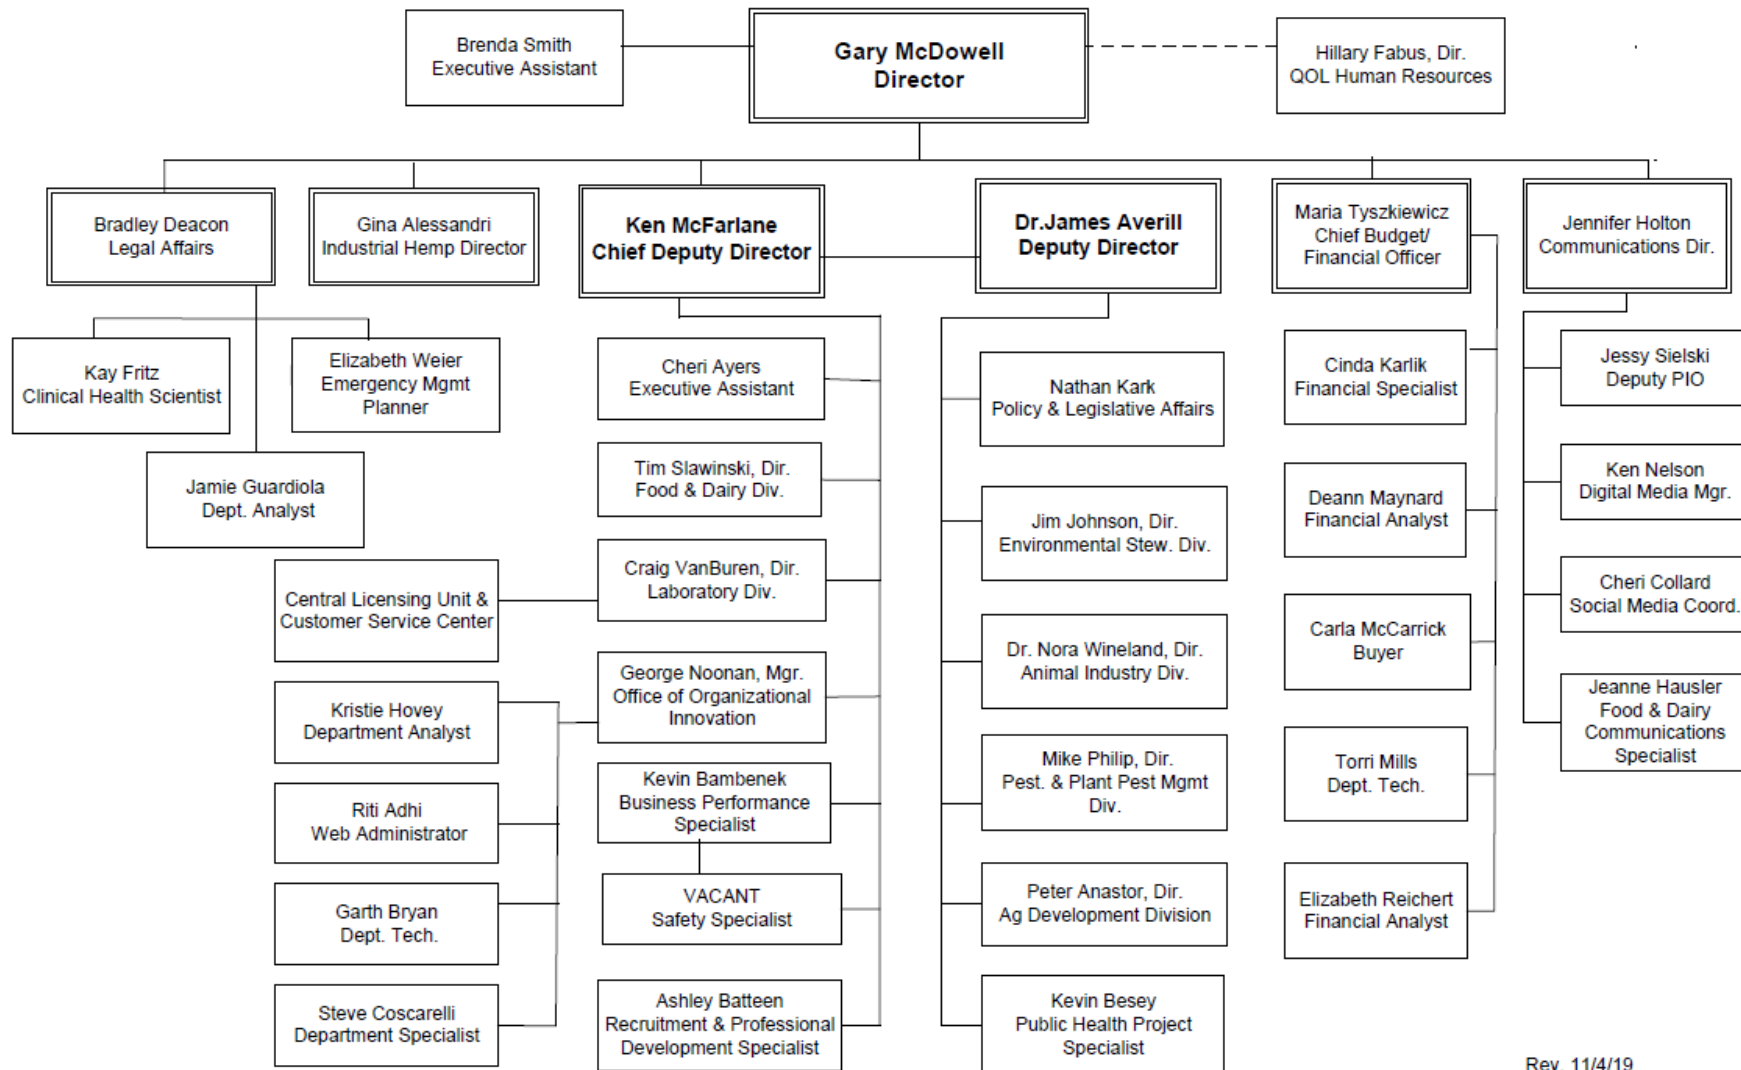 Brenda Smith
Executive Assistant
Gary McDowell
Director
Hillary Fabus, Dir.
QOL Human Resources
Bradley Deacon
Legal Affairs
Gina Alessandri
Industrial Hemp Director
Ken McFarlane
Chief Deputy Director
Dr.James Averill
Deputy Director
Maria Tyszkiewicz
Chief Budget/
Financial Officer
Jennifer Holton
Communications Dir.
Kay Fritz
Clinical Health Scientist
Elizabeth Weier
Emergency Mgmt
Planner
Jamie Guardiola
Dept. Analyst
Cheri Ayers
Executive Assistant
Tim Slawinski, Dir.
Food & Dairy Div.
Craig VanBuren, Dir.
Laboratory Div.
Central Licensing Unit &
Customer Service Center
George Noonan, Mgr.
Office of Organizational
Innovation
Kristie Hovey
Department Analyst
Riti Adhi
Web Administrator
Garth Bryan
Dept. Tech.
Steve Coscarelli
Department Specialist
Kevin Bambenek
Business Performance
Specialist
VACANT
Safety Specialist
Ashley Batteen
Recruitment & Professional
Development Specialist
Nathan Kark
Policy & Legislative Affairs
Jim Johnson, Dir.
Environmental Stew. Div.
Dr. Nora Wineland, Dir.
Animal Industry Div.
Mike Philip, Dir.
Pest. & Plant Pest Mgmt
Div.
Peter Anastor, Dir.
Ag Development Division
Kevin Besey
Public Health Project
Specialist
Cinda Karlik
Financial Specialist
Deann Maynard
Financial Analyst
Carla McCarrick
Buyer
Torri Mills
Dept. Tech.
Elizabeth Reichert
Financial Analyst
Jessy Sielski
Deputy PIO
Ken Nelson
Digital Media Mgr.
Cheri Collard
Social Media Coord.
Jeanne Hausler
Food & Dairy
Communications
Specialist
Rev. 11/4/19